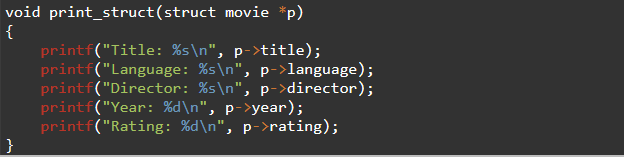 void print_struct(struct movie *p)
{
    printf("Title: %s\n", p->title);
    printf("Language: %s\n", p->language);
    printf("Director: %s\n", p->director);
    printf("Year: %d\n", p->year);
    printf("Rating: %d\n", p->rating);
}